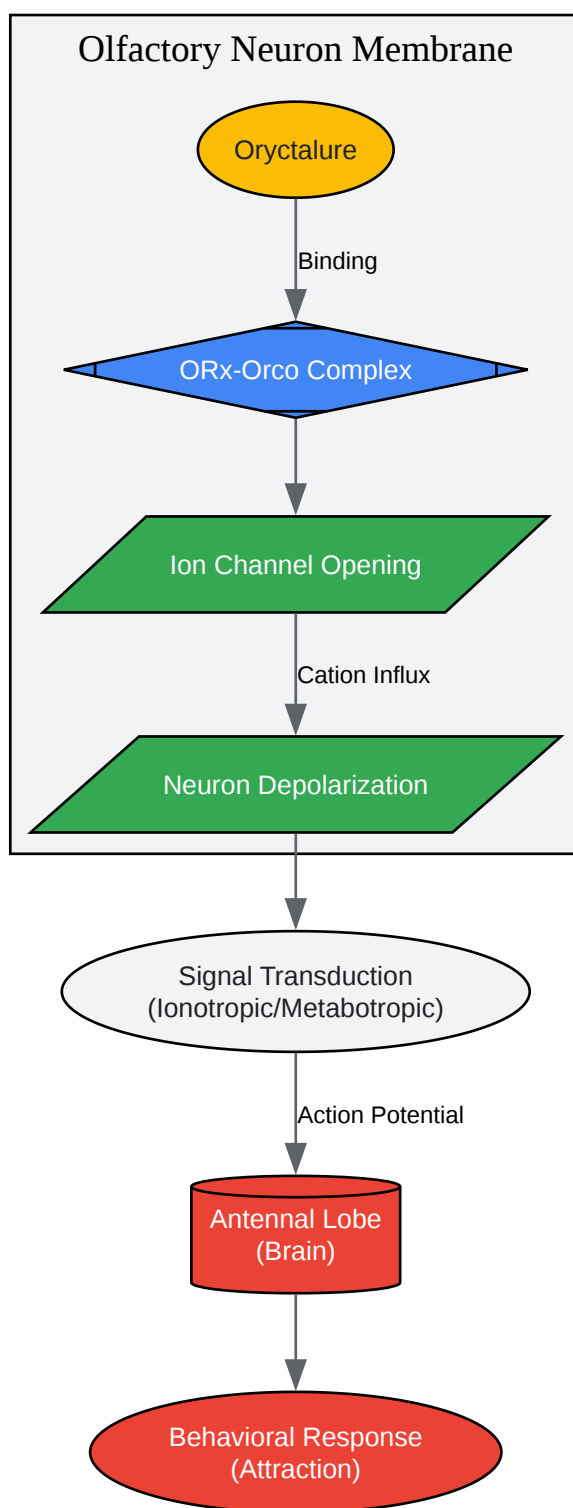 Olfactory Neuron Membrane
Oryctalure
Binding
ORx-Orco Complex
Ion Channel Opening
Cation Influx
Neuron Depolarization
Signal Transduction
(Ionotropic/Metabotropic)
Action Potential
Antennal Lobe
(Brain)
Behavioral Response
(Attraction)